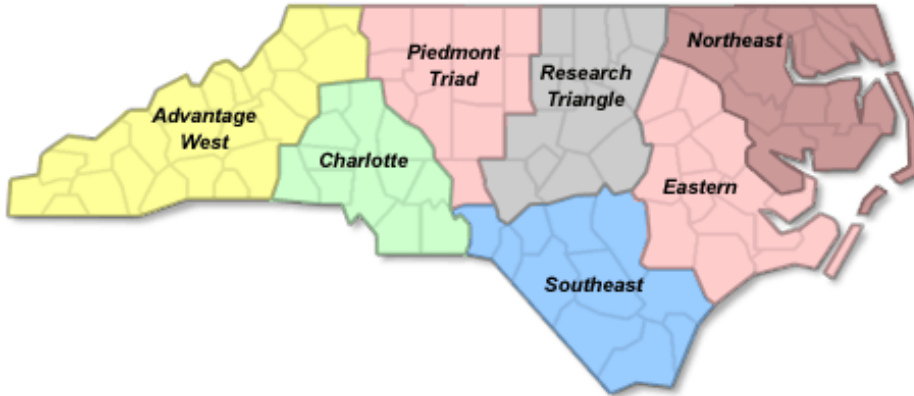 Northeast
Piedmont
Triad
Research
Triangle
Advantage
West
Charlotte
Eastern
Southeast